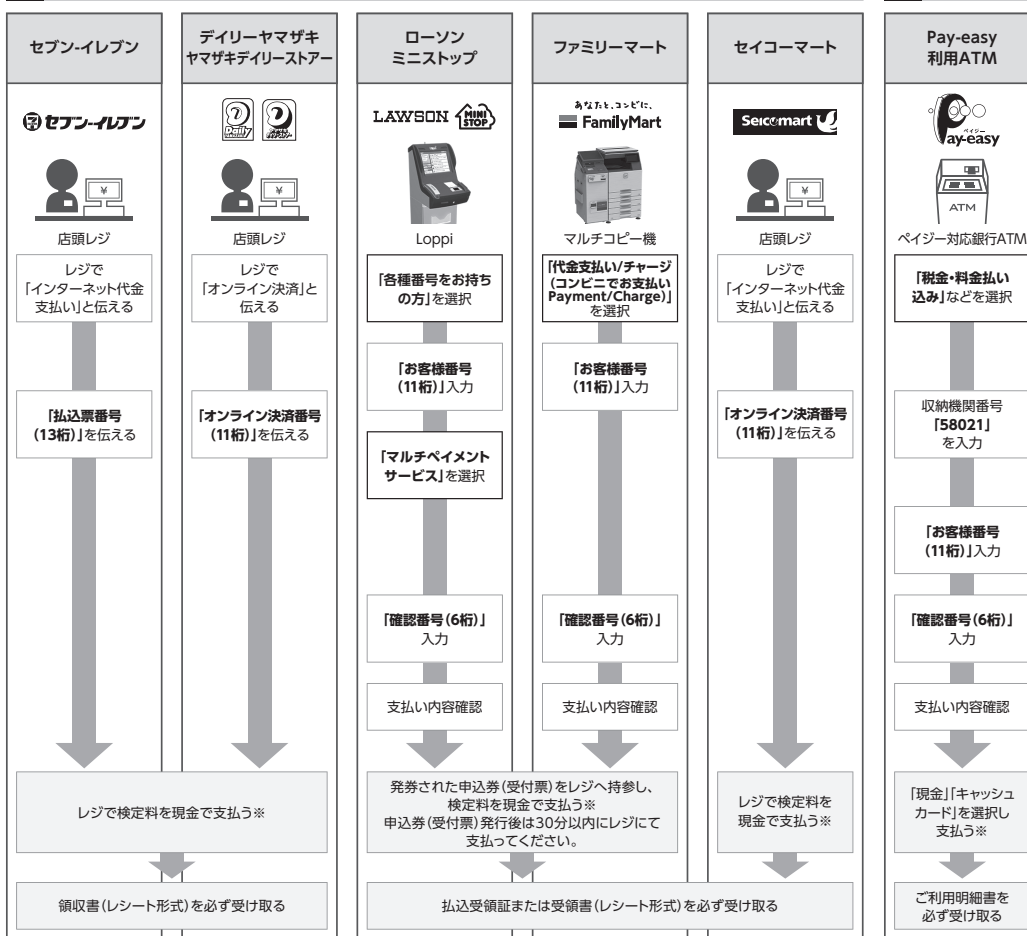 セブン-イレブン
デイリーヤマザキ
ヤマザキデイリーストアー
ローソン
ミニストップ
ファミリーマート
セイコーマート
Pay-easy
利用ATM
セブン-イレブン
Daily
LAWSON
MINI
STOP
あなたと、コンビに、
FamilyMart
Seicomart
ペイジー
Pay-easy
¥
¥
¥
ATM
店頭レジ
店頭レジ
Loppi
マルチコピー機
店頭レジ
ペイジー対応銀行ATM
レジで
「インターネット代金
支払い」と伝える
「払込票番号
(13桁)」を伝える
レジで
「オンライン決済」と
伝える
「オンライン決済番号
(11桁)」を伝える
レジで検定料を現金で支払う※
領収書(レシート形式)を必ず受け取る
「各種番号をお持ち
の方」を選択
「お客様番号
(11桁)」入力
「マルチペイメント
サービス」を選択
「確認番号(6桁)」
入力
支払い内容確認
「代金支払い/チャージ
(コンビニでお支払い
Payment/Charge)」
を選択
「お客様番号
(11桁)」入力
「確認番号(6桁)」
入力
支払い内容確認
発券された申込券(受付票)をレジへ持参し、
検定料を現金で支払う※
申込券(受付票)発行後は30分以内にレジにて
支払ってください。
レジで
「インターネット代金
支払い」と伝える
「オンライン決済番号
(11桁)」を伝える
レジで検定料を
現金で支払う※
払込受領証または受領書(レシート形式)を必ず受け取る
「税金・料金払い
込み」などを選択
収納機関番号
「58021」
を入力
「お客様番号
(11桁)」入力
「確認番号(6桁)」
入力
支払い内容確認
「現金」「キャッシュ
カード」を選択し
支払う※
ご利用明細書を
必ず受け取る